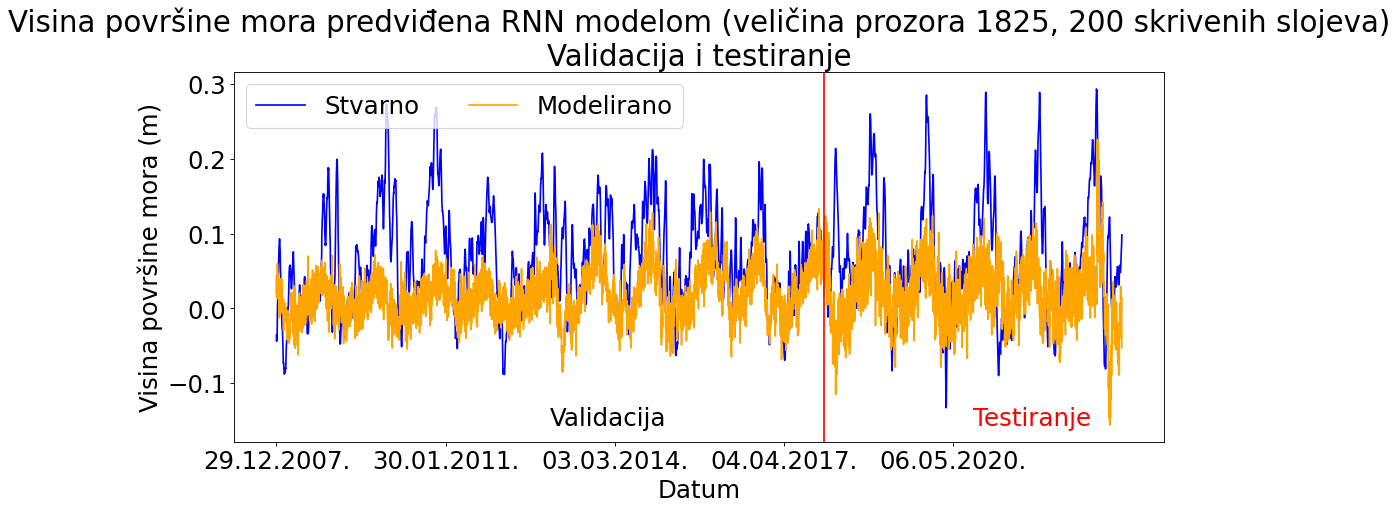 Visina površine mora predviđena RNN modelom (veličina prozora 1825, 200 skrivenih slojeva)
Validacija i testiranje
Stvarno
Modelirano
Visina površine mora (m)
0.3
0.2
0.1
0.0
−0.1
Validacija
Testiranje
29.12.2007.
30.01.2011.
03.03.2014.
04.04.2017.
06.05.2020.
Datum